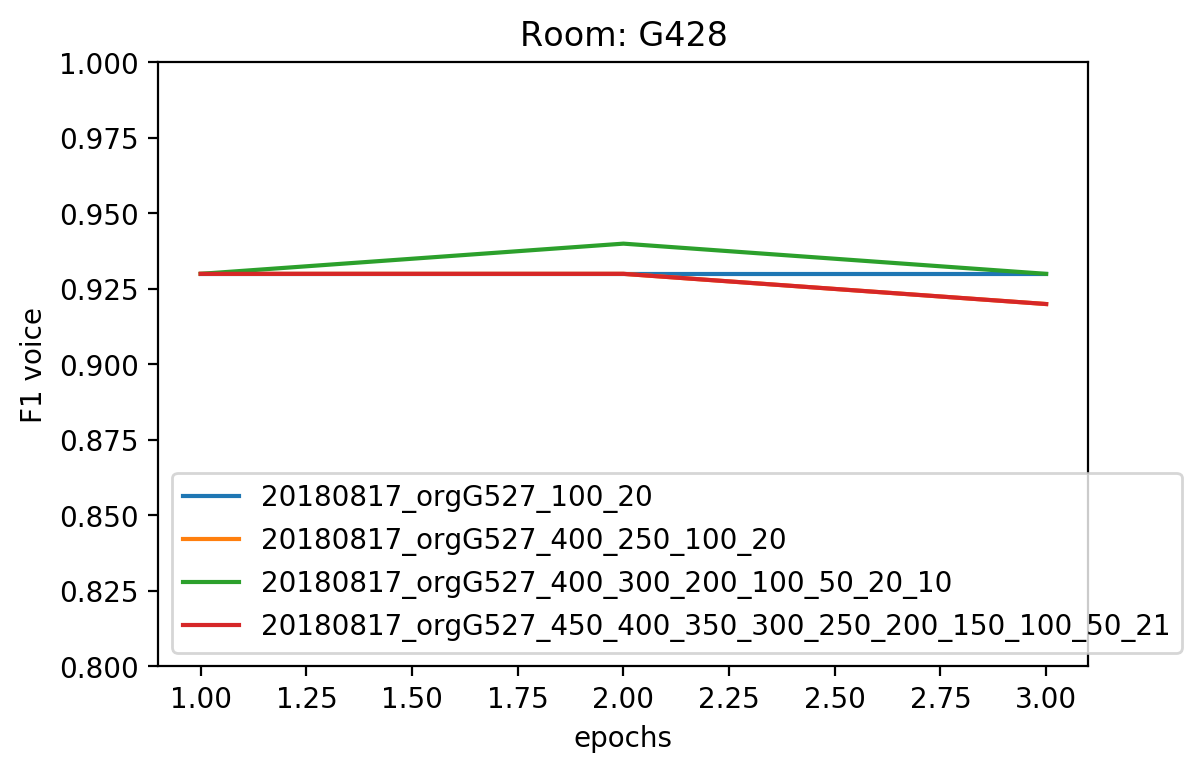 Room: G428
1.000
0.975
0.950
0.925
0.900
0.875
0.850
0.825
0.800
F1 voice
20180817_orgG527_100_20
20180817_orgG527_400_250_100_20
20180817_orgG527_400_300_200_100_50_20_10
20180817_orgG527_450_400_350_300_250_200_150_100_50_21
1.00 1.25 1.50 1.75 2.00 2.25 2.50 2.75 3.00
epochs